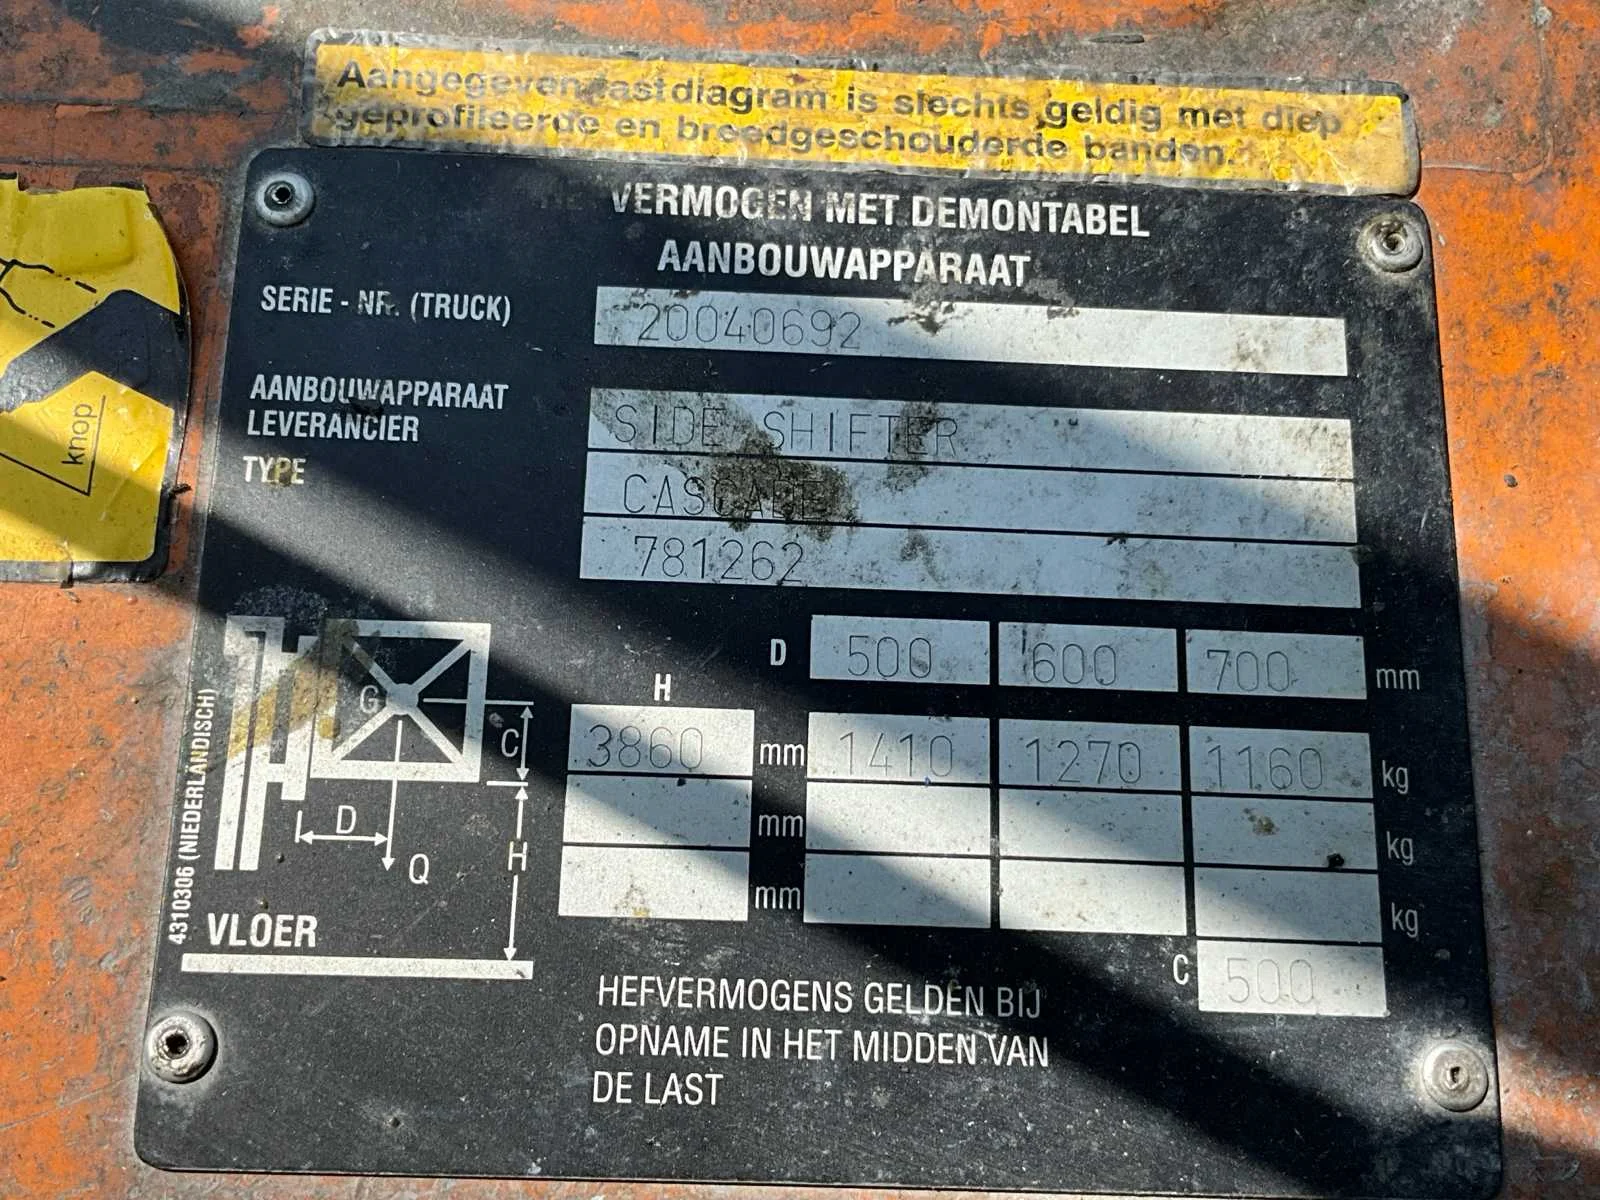 Aangegeven lastdiagram is slechts geldig met diep
geprofileerde en breedgeschouderde banden.
knop
VERMOGEN MET DEMONTABEL
AANBOUWAPPARAAT
SERIE - NR. (TRUCK) 20040692
AANBOUWAPPARAAT SIDE SHIFTER
LEVERANCIER CASCADE
TYPE 781262
D 500 600 700 mm
H
3860 mm 1410 1270 1160 kg
mm kg
mm kg
C 500
G
C
D
H
Q
VLOER
4310306 (NIEDERLANDISCH)
HEFVERMOGENS GELDEN BIJ
OPNAME IN HET MIDDEN VAN
DE LAST